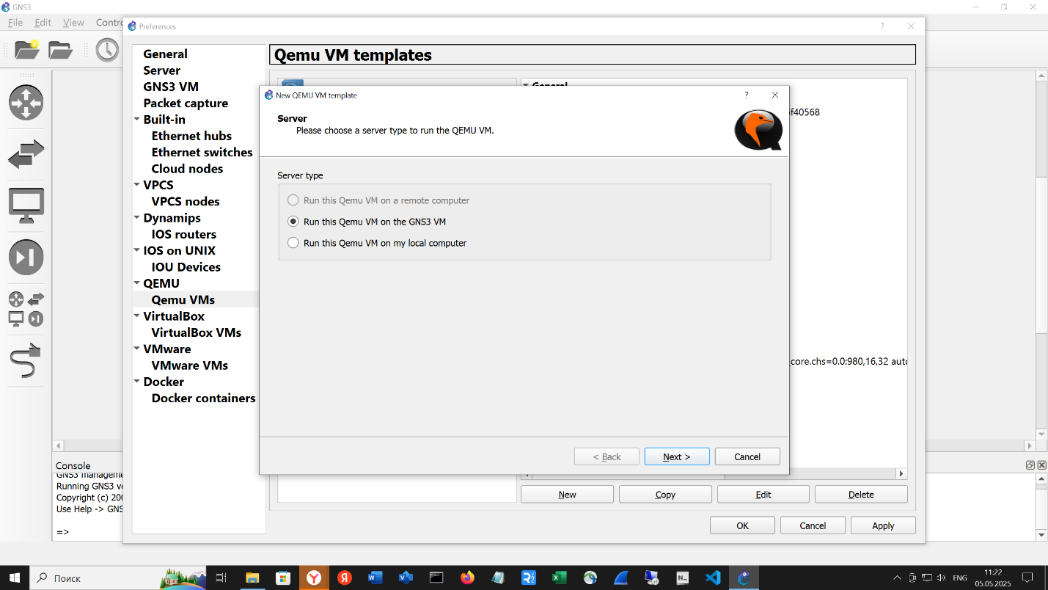 GNS3
File Edit View Contro
Preferences
General
Server
GNS3 VM
Packet capture
Built-in
Ethernet hubs
Ethernet switches
Cloud nodes
VPCS
VPCS nodes
Dynamips
IOS routers
IOS on UNIX
IOU Devices
QEMU
Qemu VMs
VirtualBox
VirtualBox VMs
VMware
VMware VMs
Docker
Docker containers
Qemu VM templates
General
f40568
core.chs=0.0:980,16,32 auto
New QEMU VM template
Server
Please choose a server type to run the QEMU VM.
Server type
Run this Qemu VM on a remote computer
Run this Qemu VM on the GNS3 VM
Run this Qemu VM on my local computer
< Back Next > Cancel
New Copy Edit Delete
OK Cancel Apply
Console
GNS3 manageme
Running GNS3 ve
Copyright (c) 200
Use Help -> GNS
=>
Поиск
ENG
11:22
05.05.2025